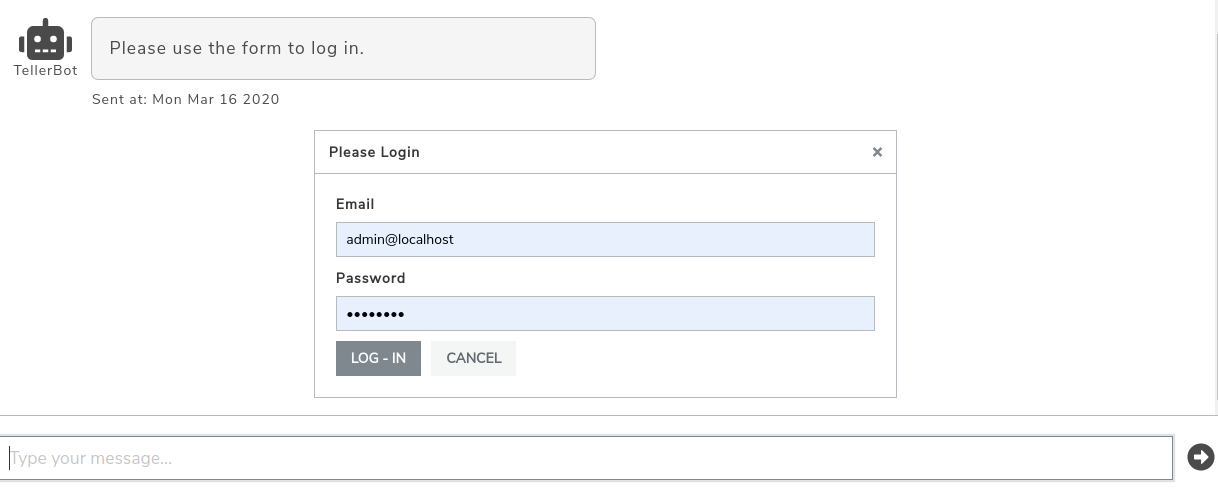 Please use the form to log in.
TellerBot
Sent at: Mon Mar 16 2020
Please Login
×
Email
admin@localhost
Password
••••••••
LOG - IN CANCEL
Type your message...